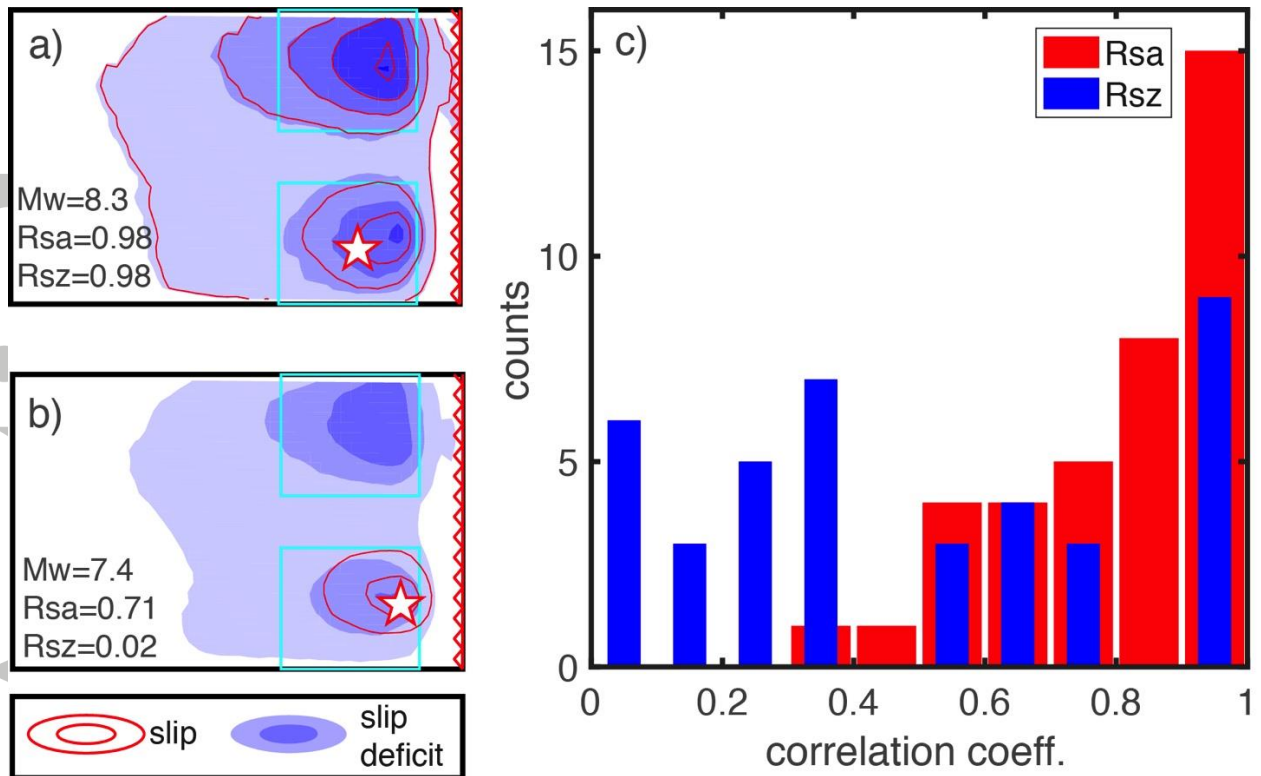 a)
Mw=8.3
Rsa=0.98
Rsz=0.98
b)
Mw=7.4
Rsa=0.71
Rsz=0.02
slip
slip
deficit
c)
Rsa
Rsz
counts
15
10
5
0
0
0.2
0.4
0.6
0.8
1
correlation coeff.